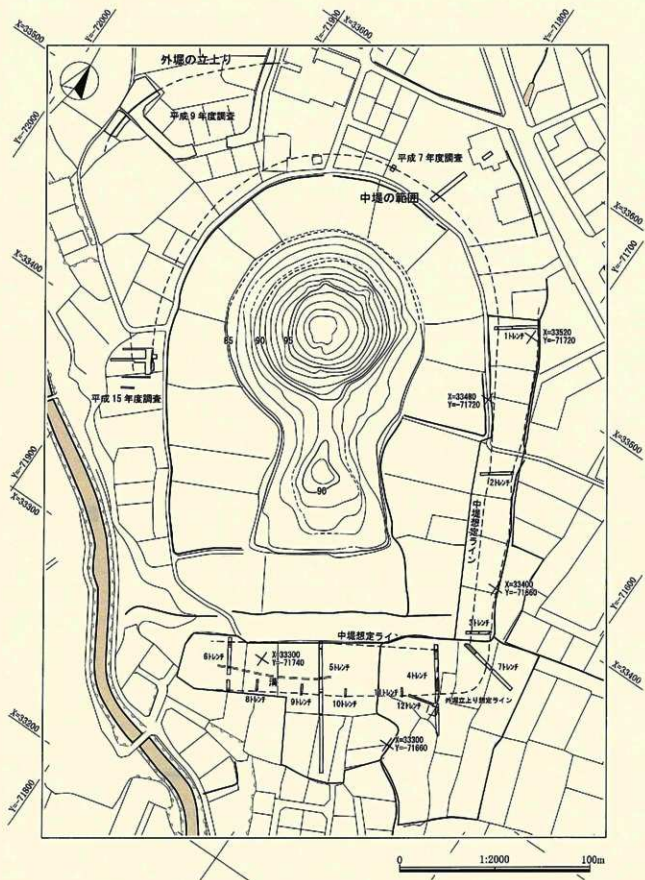 X=33500
Y=-72000
Y=-71900
X=33600
Y=-71800
外堀の立上り
Y=-72000
平成9年度調査
平成7年度調査
中堤の範囲
X=33600
Y=-71700
X=33400
85
90
95
1トレンチ
X=33520
Y=-71720
平成15年度調査
X=33480
Y=-71720
X=33500
Y=-71900
X=33300
90
2トレンチ
中堤想定ライン
X=33400
Y=-71660
Y=-71600
3トレンチ
中堤想定ライン
X=33400
6トレンチ
X=33300
Y=-71740
5トレンチ
4トレンチ
7トレンチ
溝
8トレンチ
9トレンチ
10トレンチ
11トレンチ
12トレンチ
外堀立上り想定ライン
X=33200
X=33300
Y=-71660
Y=-71800
0
1:2000
100m